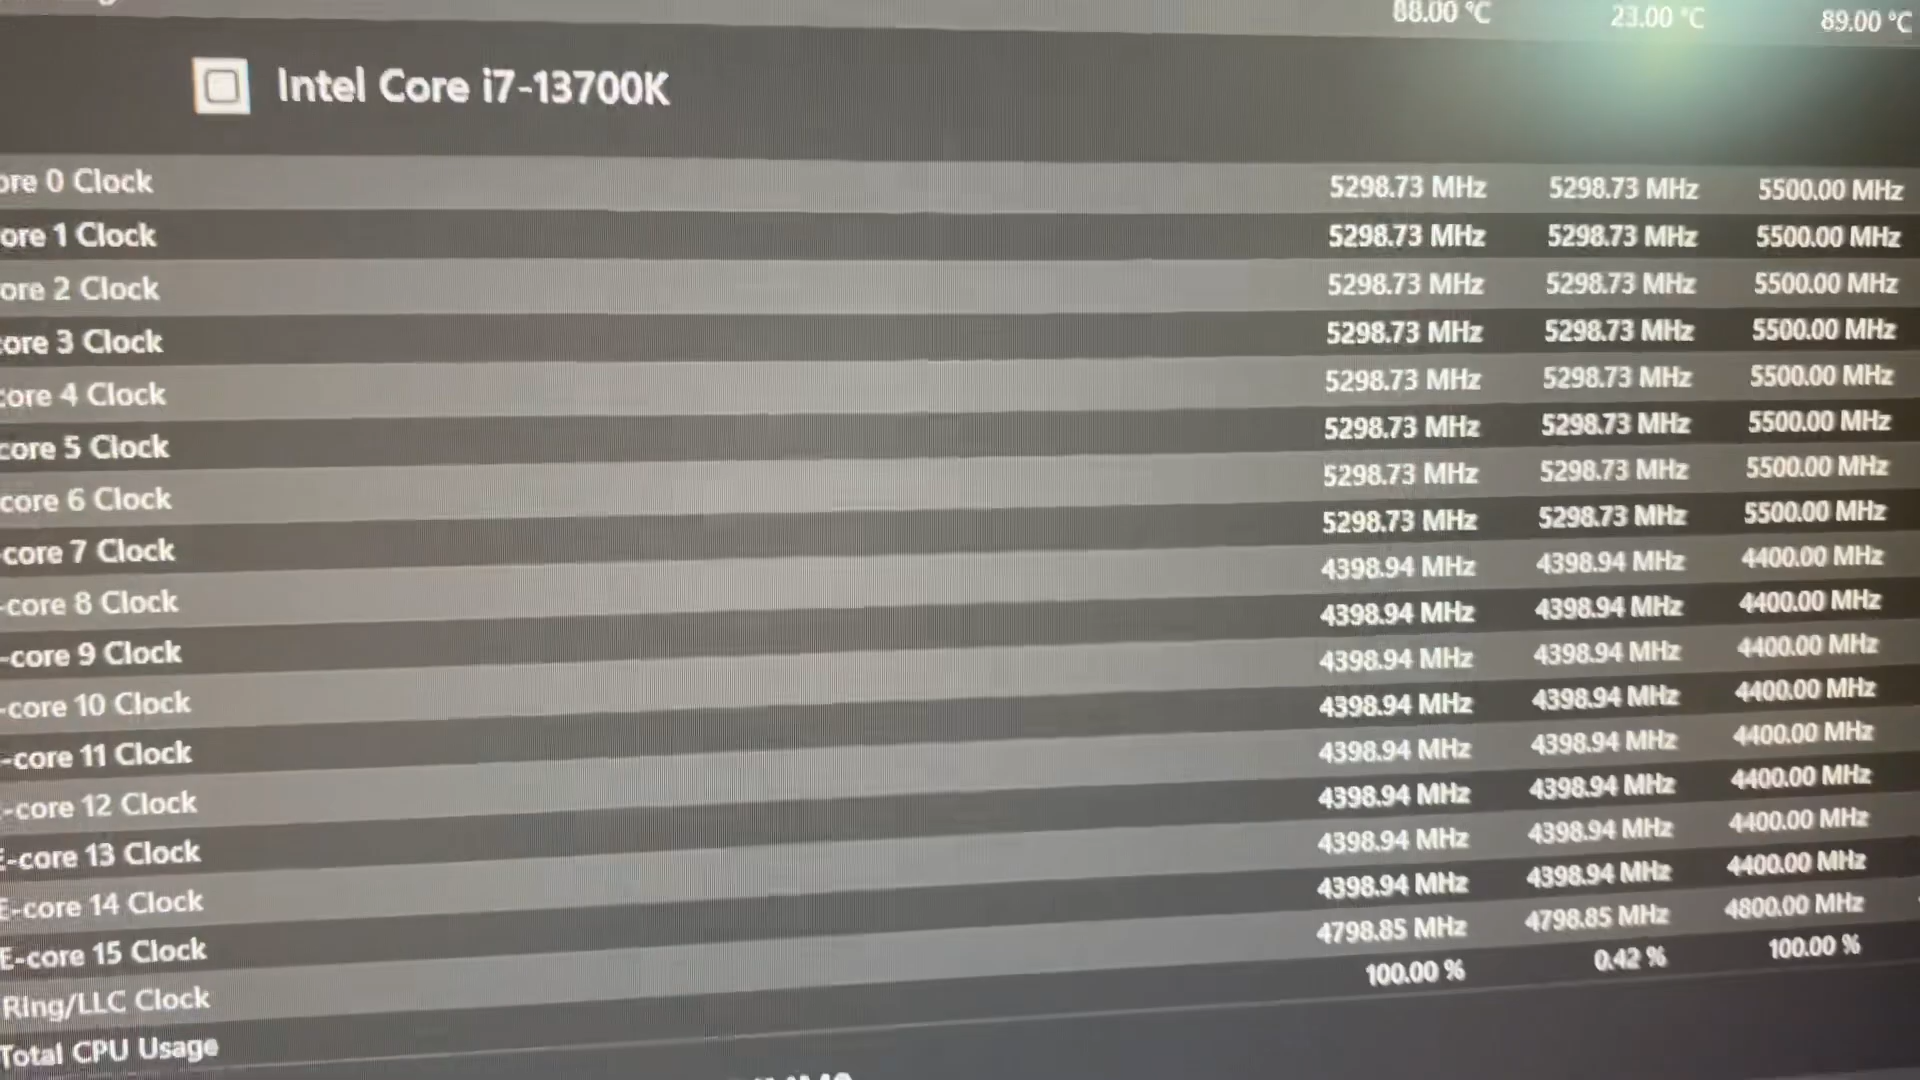 88.00 °C 23.00 °C 89.00 °C
Intel Core i7-13700K
ore 0 Clock 5298.73 MHz 5298.73 MHz 5500.00 MHz
ore 1 Clock 5298.73 MHz 5298.73 MHz 5500.00 MHz
ore 2 Clock 5298.73 MHz 5298.73 MHz 5500.00 MHz
core 3 Clock 5298.73 MHz 5298.73 MHz 5500.00 MHz
core 4 Clock 5298.73 MHz 5298.73 MHz 5500.00 MHz
core 5 Clock 5298.73 MHz 5298.73 MHz 5500.00 MHz
core 6 Clock 5298.73 MHz 5298.73 MHz 5500.00 MHz
-core 7 Clock 5298.73 MHz 5298.73 MHz 5500.00 MHz
-core 8 Clock 4398.94 MHz 4398.94 MHz 4400.00 MHz
-core 9 Clock 4398.94 MHz 4398.94 MHz 4400.00 MHz
-core 10 Clock 4398.94 MHz 4398.94 MHz 4400.00 MHz
-core 11 Clock 4398.94 MHz 4398.94 MHz 4400.00 MHz
-core 12 Clock 4398.94 MHz 4398.94 MHz 4400.00 MHz
E-core 13 Clock 4398.94 MHz 4398.94 MHz 4400.00 MHz
E-core 14 Clock 4398.94 MHz 4398.94 MHz 4400.00 MHz
E-core 15 Clock 4398.94 MHz 4398.94 MHz 4400.00 MHz
Ring/LLC Clock 4798.85 MHz 4798.85 MHz 4800.00 MHz
Total CPU Usage 100.00 % 0.42 % 100.00 %